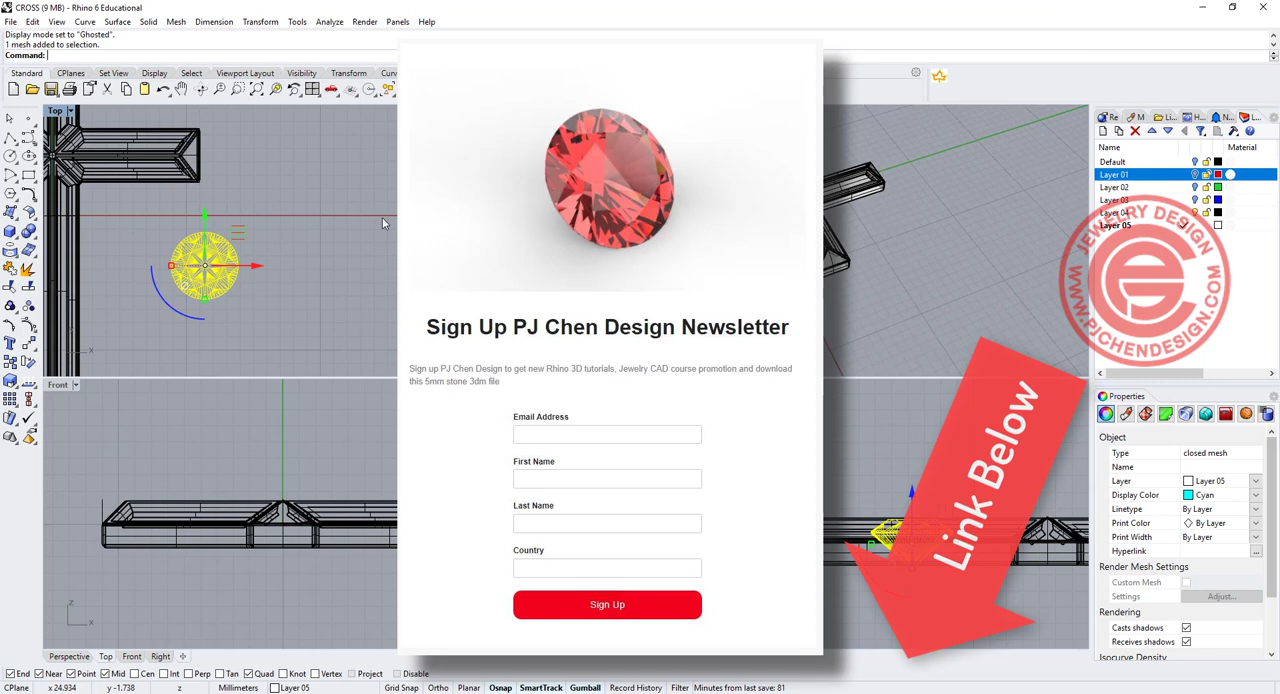 CROSS (9 MB) - Rhino 6 Educational
File Edit View Curve Surface Solid Mesh Dimension Transform Tools Analyze Render Panels Help
Display mode set to "Ghosted".
1 mesh added to selection.
Command:
Standard CPlanes Set View Display Select Viewport Layout Visibility Transform Curv
Top
Sign Up PJ Chen Design Newsletter
Sign up PJ Chen Design to get new Rhino 3D tutorials, Jewelry CAD course promotion and download
this 5mm stone 3dm file
Email Address
First Name
Last Name
Country
Sign Up
Link Below
Front
x
z
x
Re M Li... H... N... L...
Name Material
Default
Layer 01
Layer 02
Layer 03
Layer 04
Layer 05
JEWELRY DESIGN
WWW.PJCHENDESIGN.COM
Properties
Object
Type closed mesh
Name
Layer Layer 05
Display Color Cyan
Linetype By Layer
Print Color By Layer
Print Width By Layer
Hyperlink ...
Render Mesh Settings
Custom Mesh
Settings Adjust...
Rendering
Casts shadows
Receives shadows
Isocurve Density
Perspective Top Front Right
End Near Point Mid Cen Int Perp Tan Quad Knot Vertex Project Disable
CPlane x 24.934 y -1.738 z Millimeters Layer 05 Grid Snap Ortho Planar Osnap SmartTrack Gumball Record History Filter Minutes from last save: 81